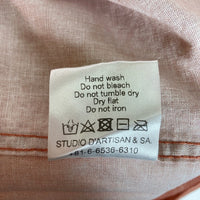 Hand wash
Do not bleach
Do not tumble dry
Dry flat
Do not iron
STUDIO D'ARTISAN & SA.
+81-6-6536-6310